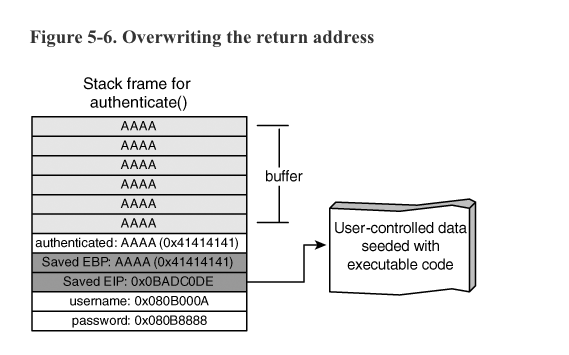 Figure 5-6. Overwriting the return address
Stack frame for
authenticate()
AAAA
AAAA
AAAA
AAAA
AAAA
AAAA
buffer
authenticated: AAAA (0x41414141)
Saved EBP: AAAA (0x41414141)
Saved EIP: 0x0BADC0DE
username: 0x080B000A
password: 0x080B8888
User-controlled data
seeded with
executable code